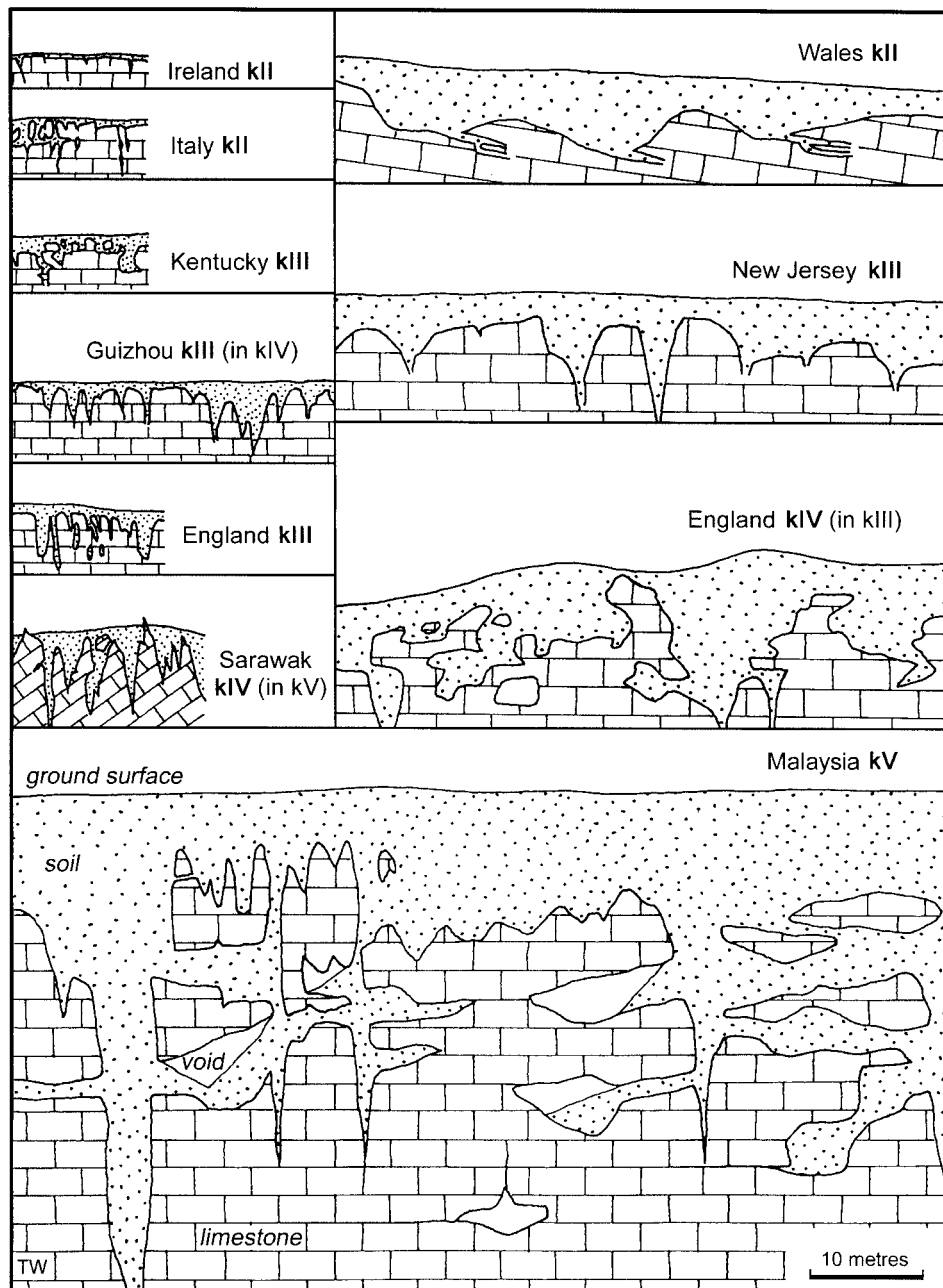 Ireland kII
Italy kII
Kentucky kIII
Guizhou kIII (in kIV)
England kIII
Sarawak
kIV (in kV)
Wales kII
New Jersey kIII
England kIV (in kIII)
Malaysia kV
ground surface
soil
void
limestone
TW
10 metres